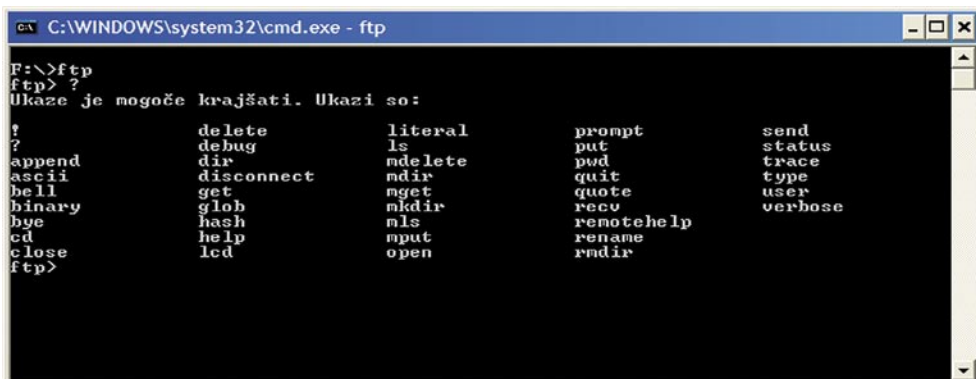 C:\WINDOWS\system32\cmd.exe - ftp
F:\>ftp
ftp> ?
Ukaze je mogoče krajšati. Ukazi so:
! delete literal prompt send
? debug ls put status
append dir mdelete pwd trace
ascii disconnect mdir quit type
bell get mget quote user
binary glob mkdir recv verbose
bye hash mls remotehelp
cd help mput rename
close lcd open rmdir
ftp>